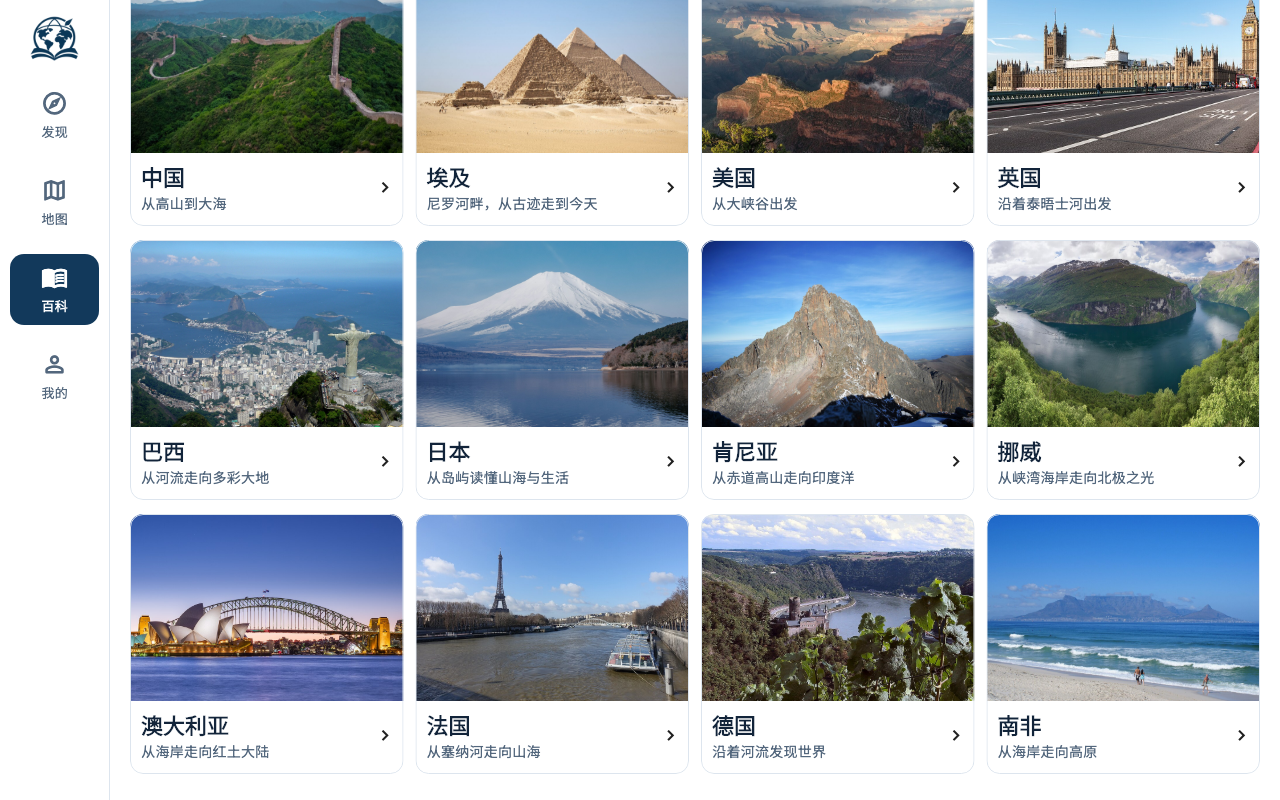 发现
地图
百科
我的
中国
从高山到大海
埃及
尼罗河畔，从古迹走到今天
美国
从大峡谷出发
英国
沿着泰晤士河出发
巴西
从河流走向多彩大地
日本
从岛屿读懂山海与生活
肯尼亚
从赤道高山走向印度洋
挪威
从峡湾海岸走向北极之光
澳大利亚
从海岸走向红土大陆
法国
从塞纳河走向山海
德国
沿着河流发现世界
南非
从海岸走向高原